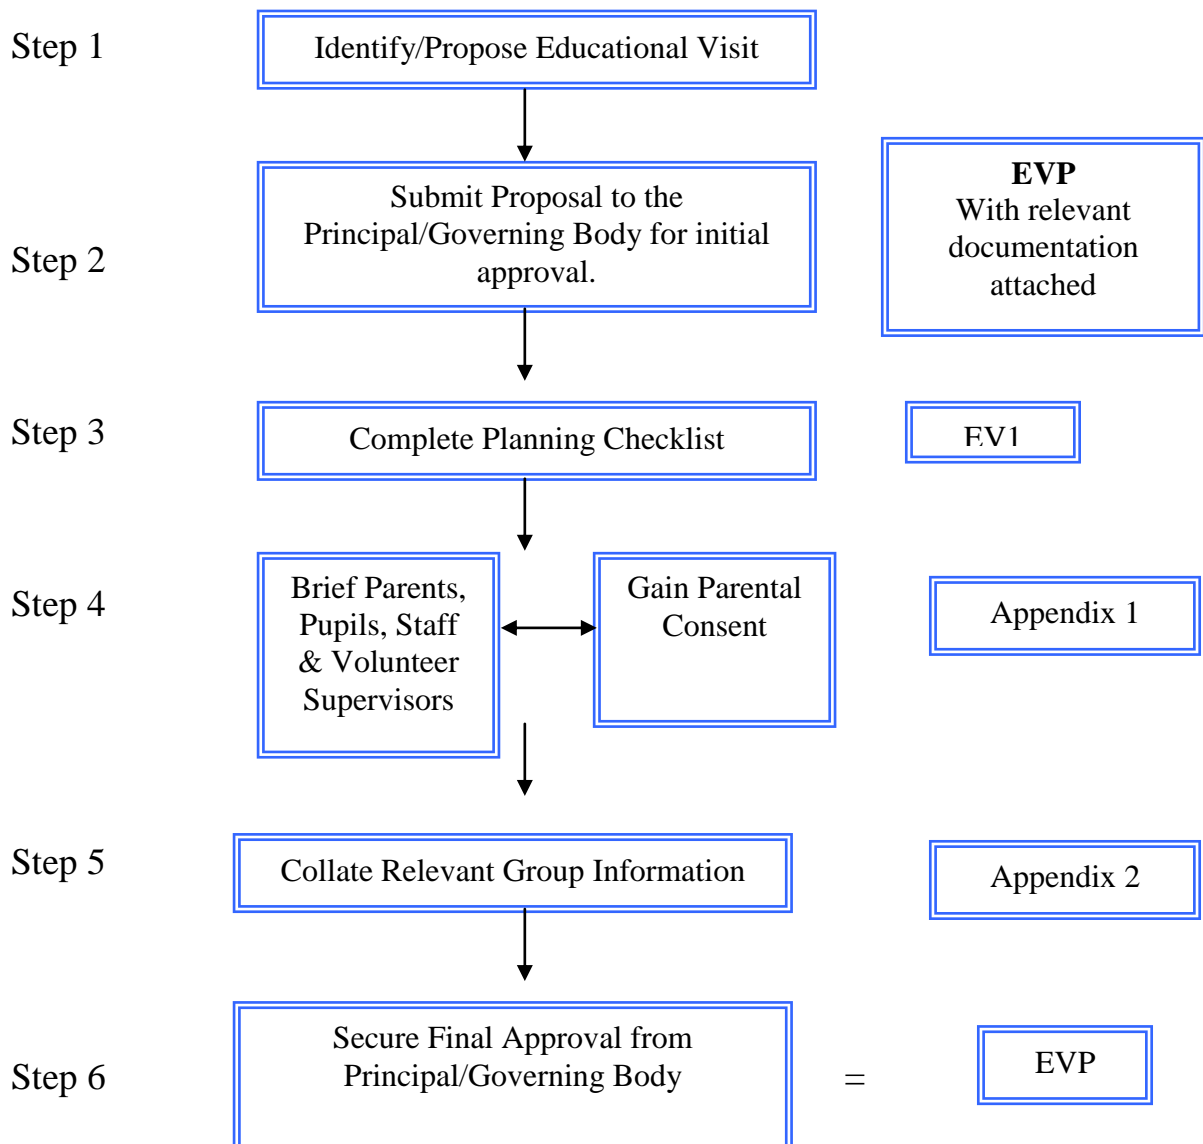 Step 1
Identify/Propose Educational Visit
Step 2
Submit Proposal to the
Principal/Governing Body for initial
approval.
EVP
With relevant
documentation
attached
Step 3
Complete Planning Checklist
EV1
Step 4
Brief Parents,
Pupils, Staff
& Volunteer
Supervisors
Gain Parental
Consent
Appendix 1
Step 5
Collate Relevant Group Information
Appendix 2
Step 6
Secure Final Approval from
Principal/Governing Body
=
EVP